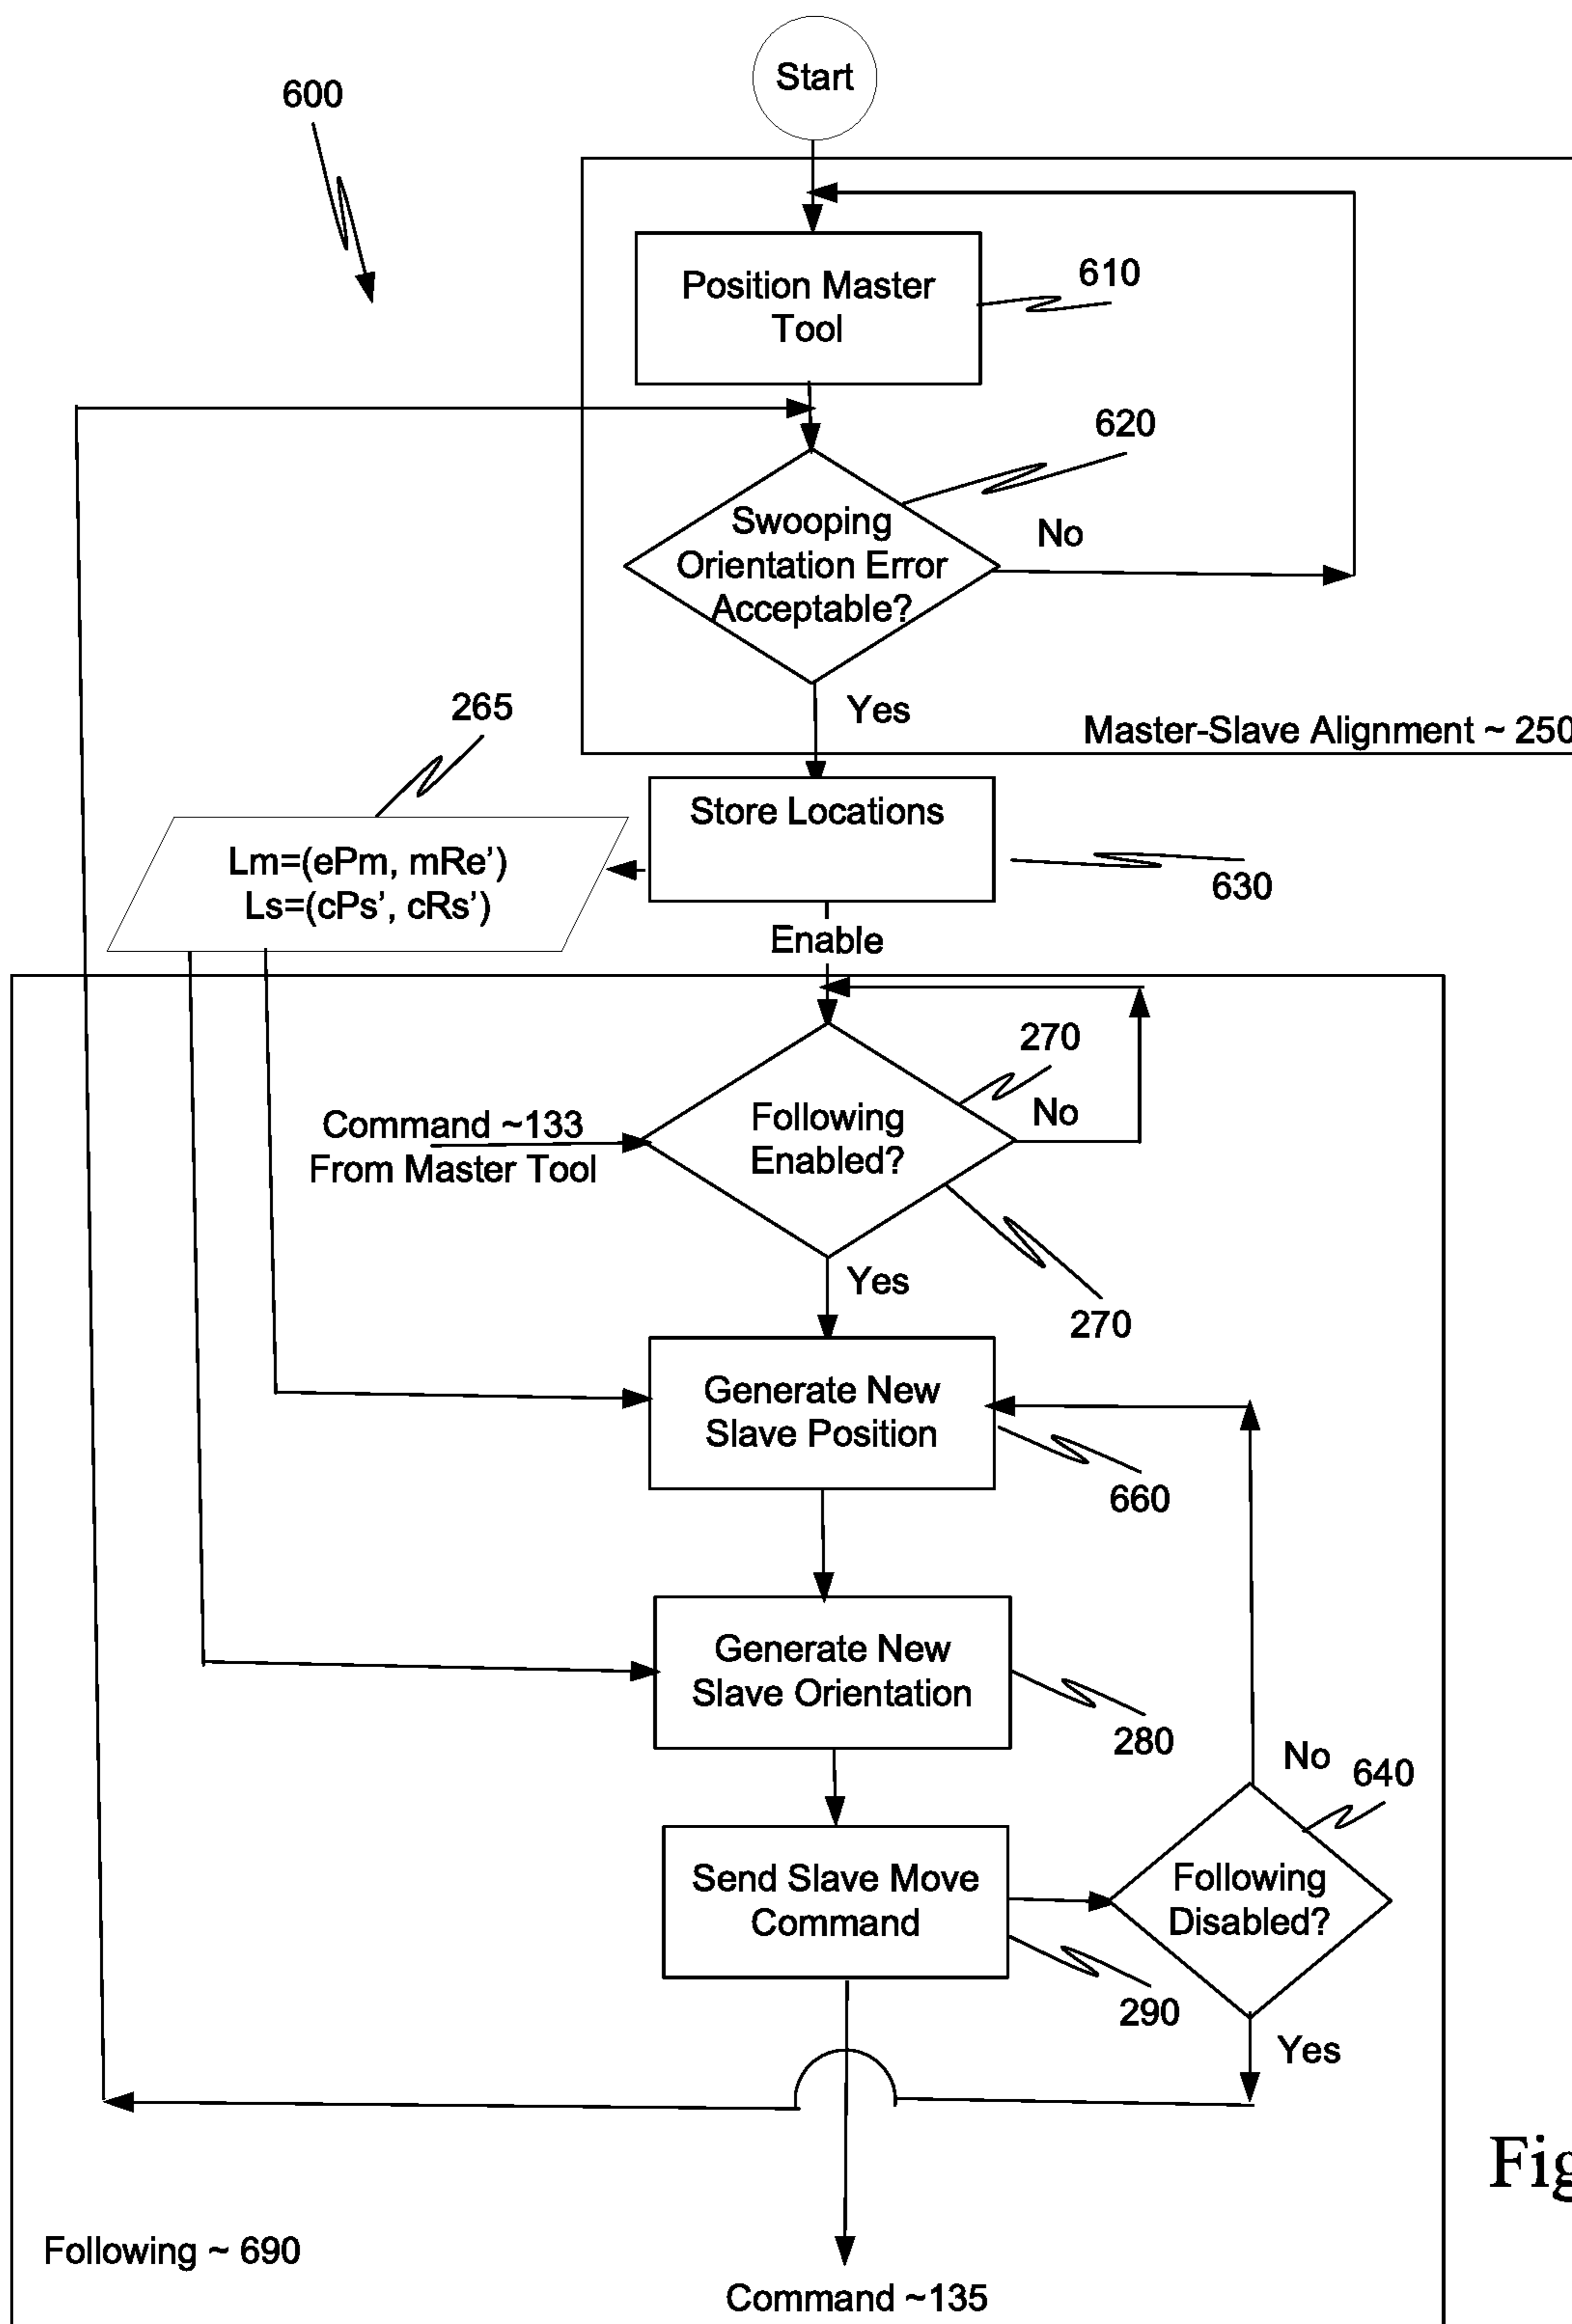 Start
600
Position Master
Tool
610
620
Swooping
Orientation Error
Acceptable?
No
Yes
Master-Slave Alignment ~ 250
265
Store Locations
630
Lm=(ePm, mRe’)
Ls=(cPs’, cRs’)
Enable
270
Command ~133
From Master Tool
Following
Enabled?
No
Yes
270
Generate New
Slave Position
660
Generate New
Slave Orientation
280
No
640
Send Slave Move
Command
Following
Disabled?
290
Yes
Fig
Following ~ 690
Command ~135